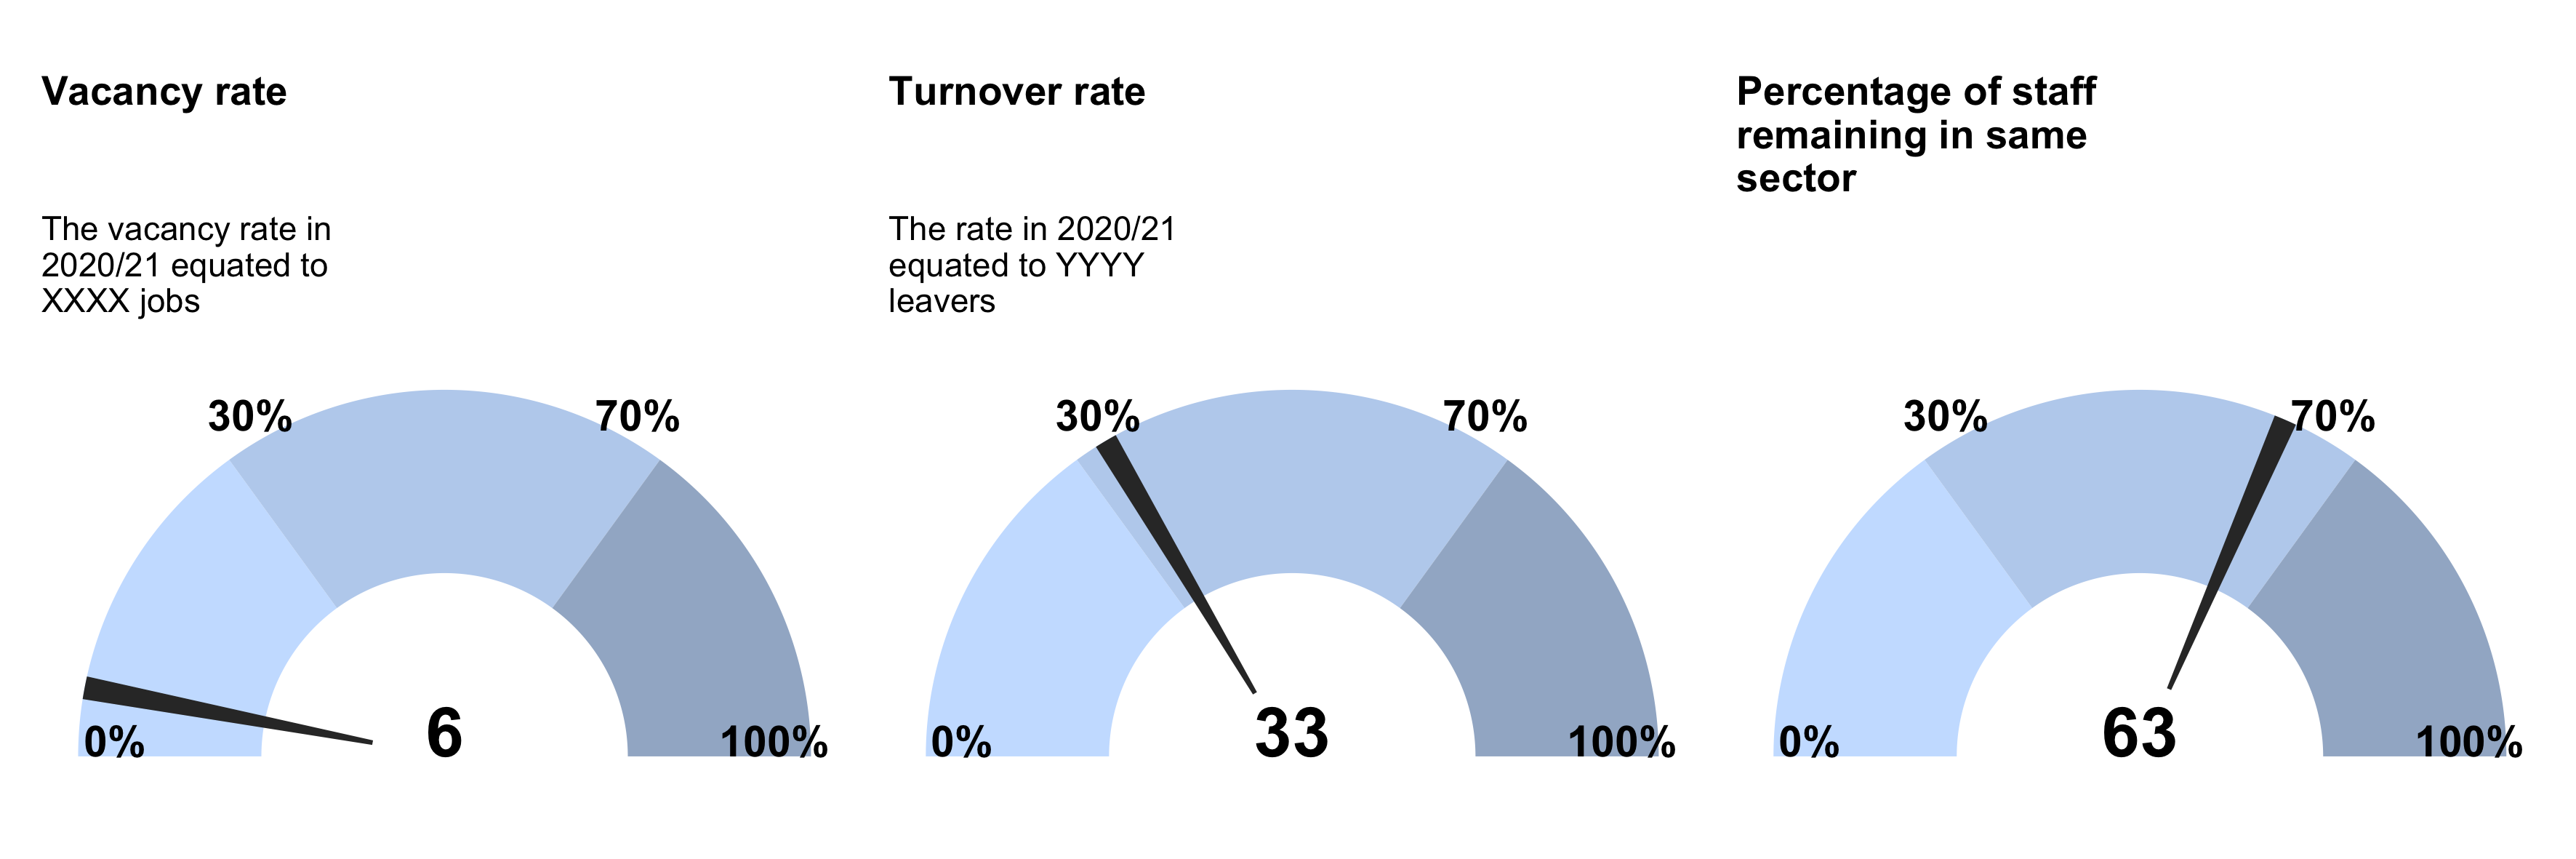 Vacancy rate
The vacancy rate in
2020/21 equated to
XXXX jobs
30%
70%
0%
6
100%
Turnover rate
The rate in 2020/21
equated to YYYY
leavers
30%
70%
0%
33
100%
Percentage of staff
remaining in same
sector
30%
70%
0%
63
100%